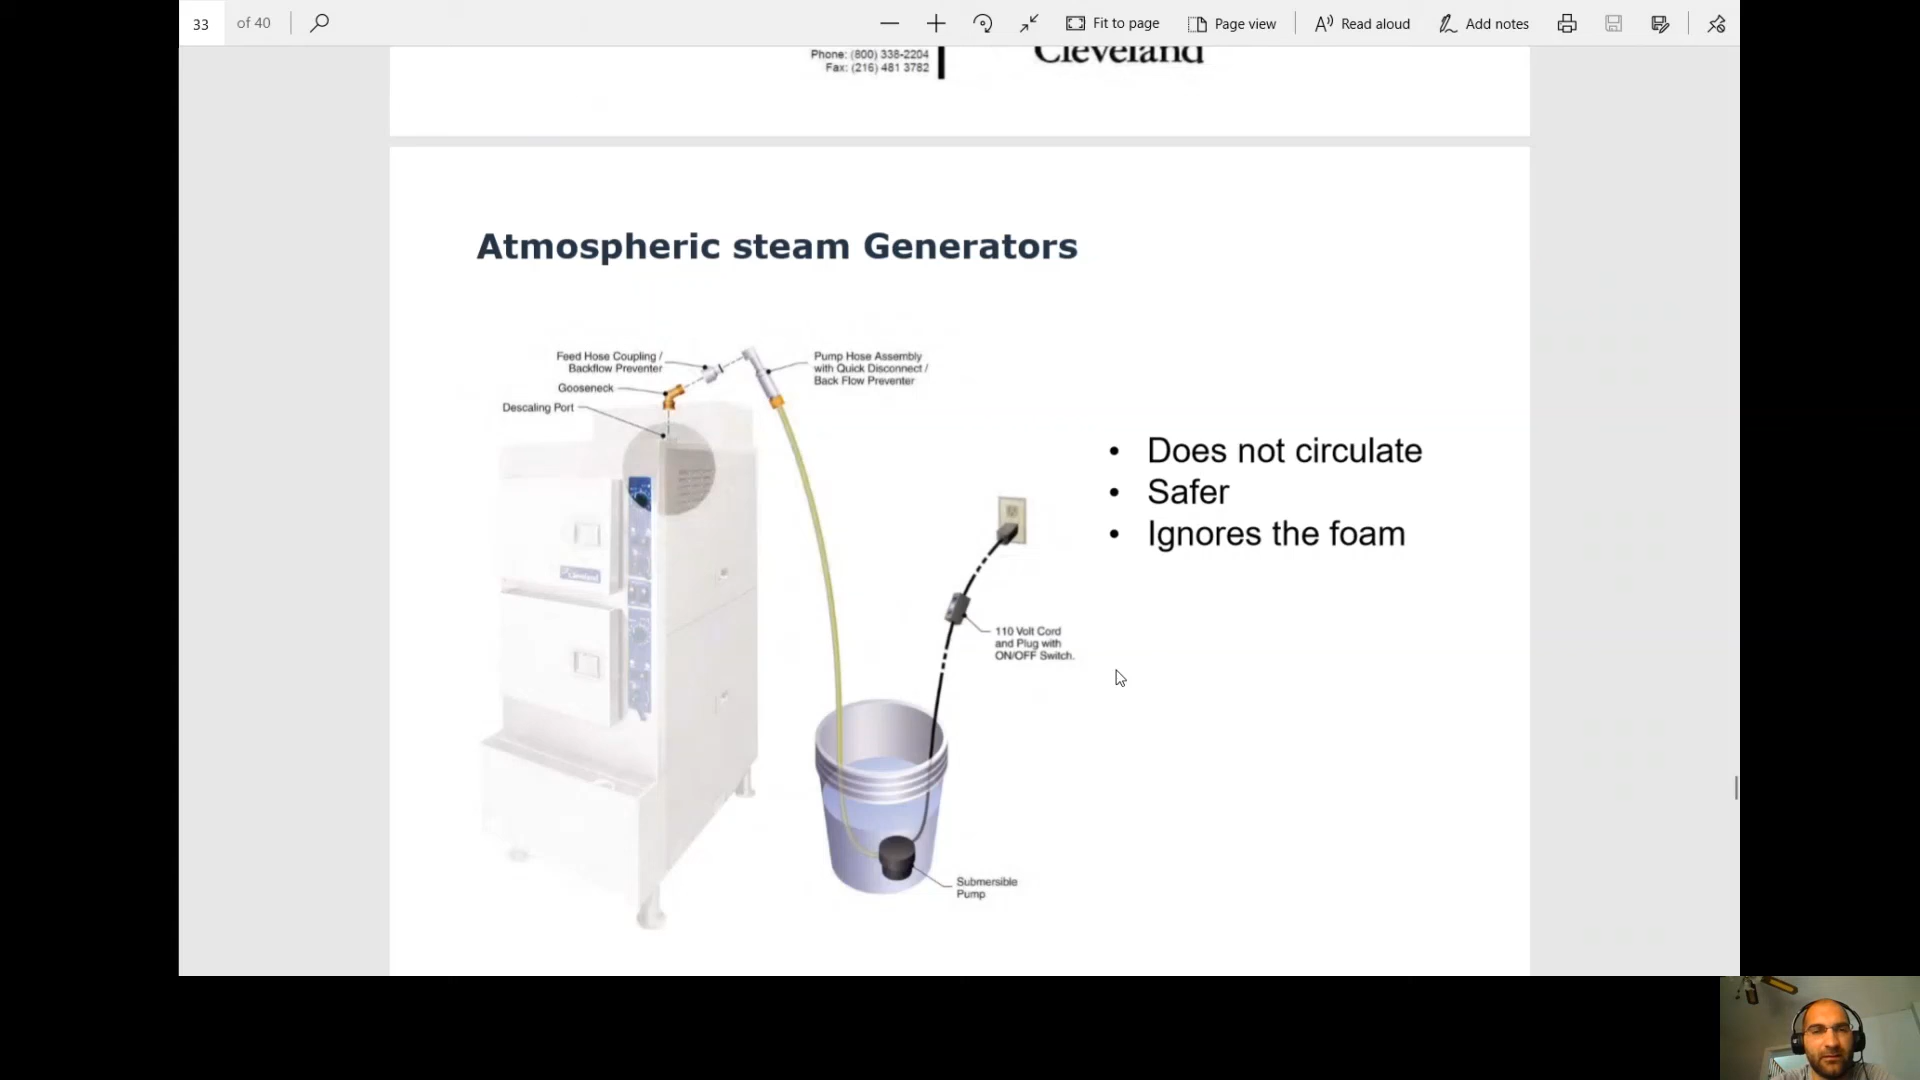 33 of 40
Fit to page
Page view
Read aloud
Add notes
Phone: (800) 338-2204
Fax: (216) 481 3782
Cleveland
Atmospheric steam Generators
Feed Hose Coupling /
Backflow Preventer
Gooseneck
Descaling Port
Pump Hose Assembly
with Quick Disconnect /
Back Flow Preventer
• Does not circulate
• Safer
• Ignores the foam
Cleveland
110 Volt Cord
and Plug with
ON/OFF Switch.
Submersible
Pump